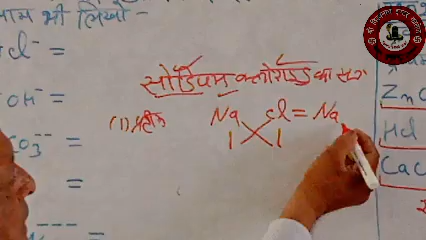 नाम भी लिखो -
Cl⁻ =
OH⁻ =
CO₃⁻⁻ =
=
सोडियम क्लोराइड का सूत्र
(1) Na Cl = Na
1 1
ZnC
HCl
CaC